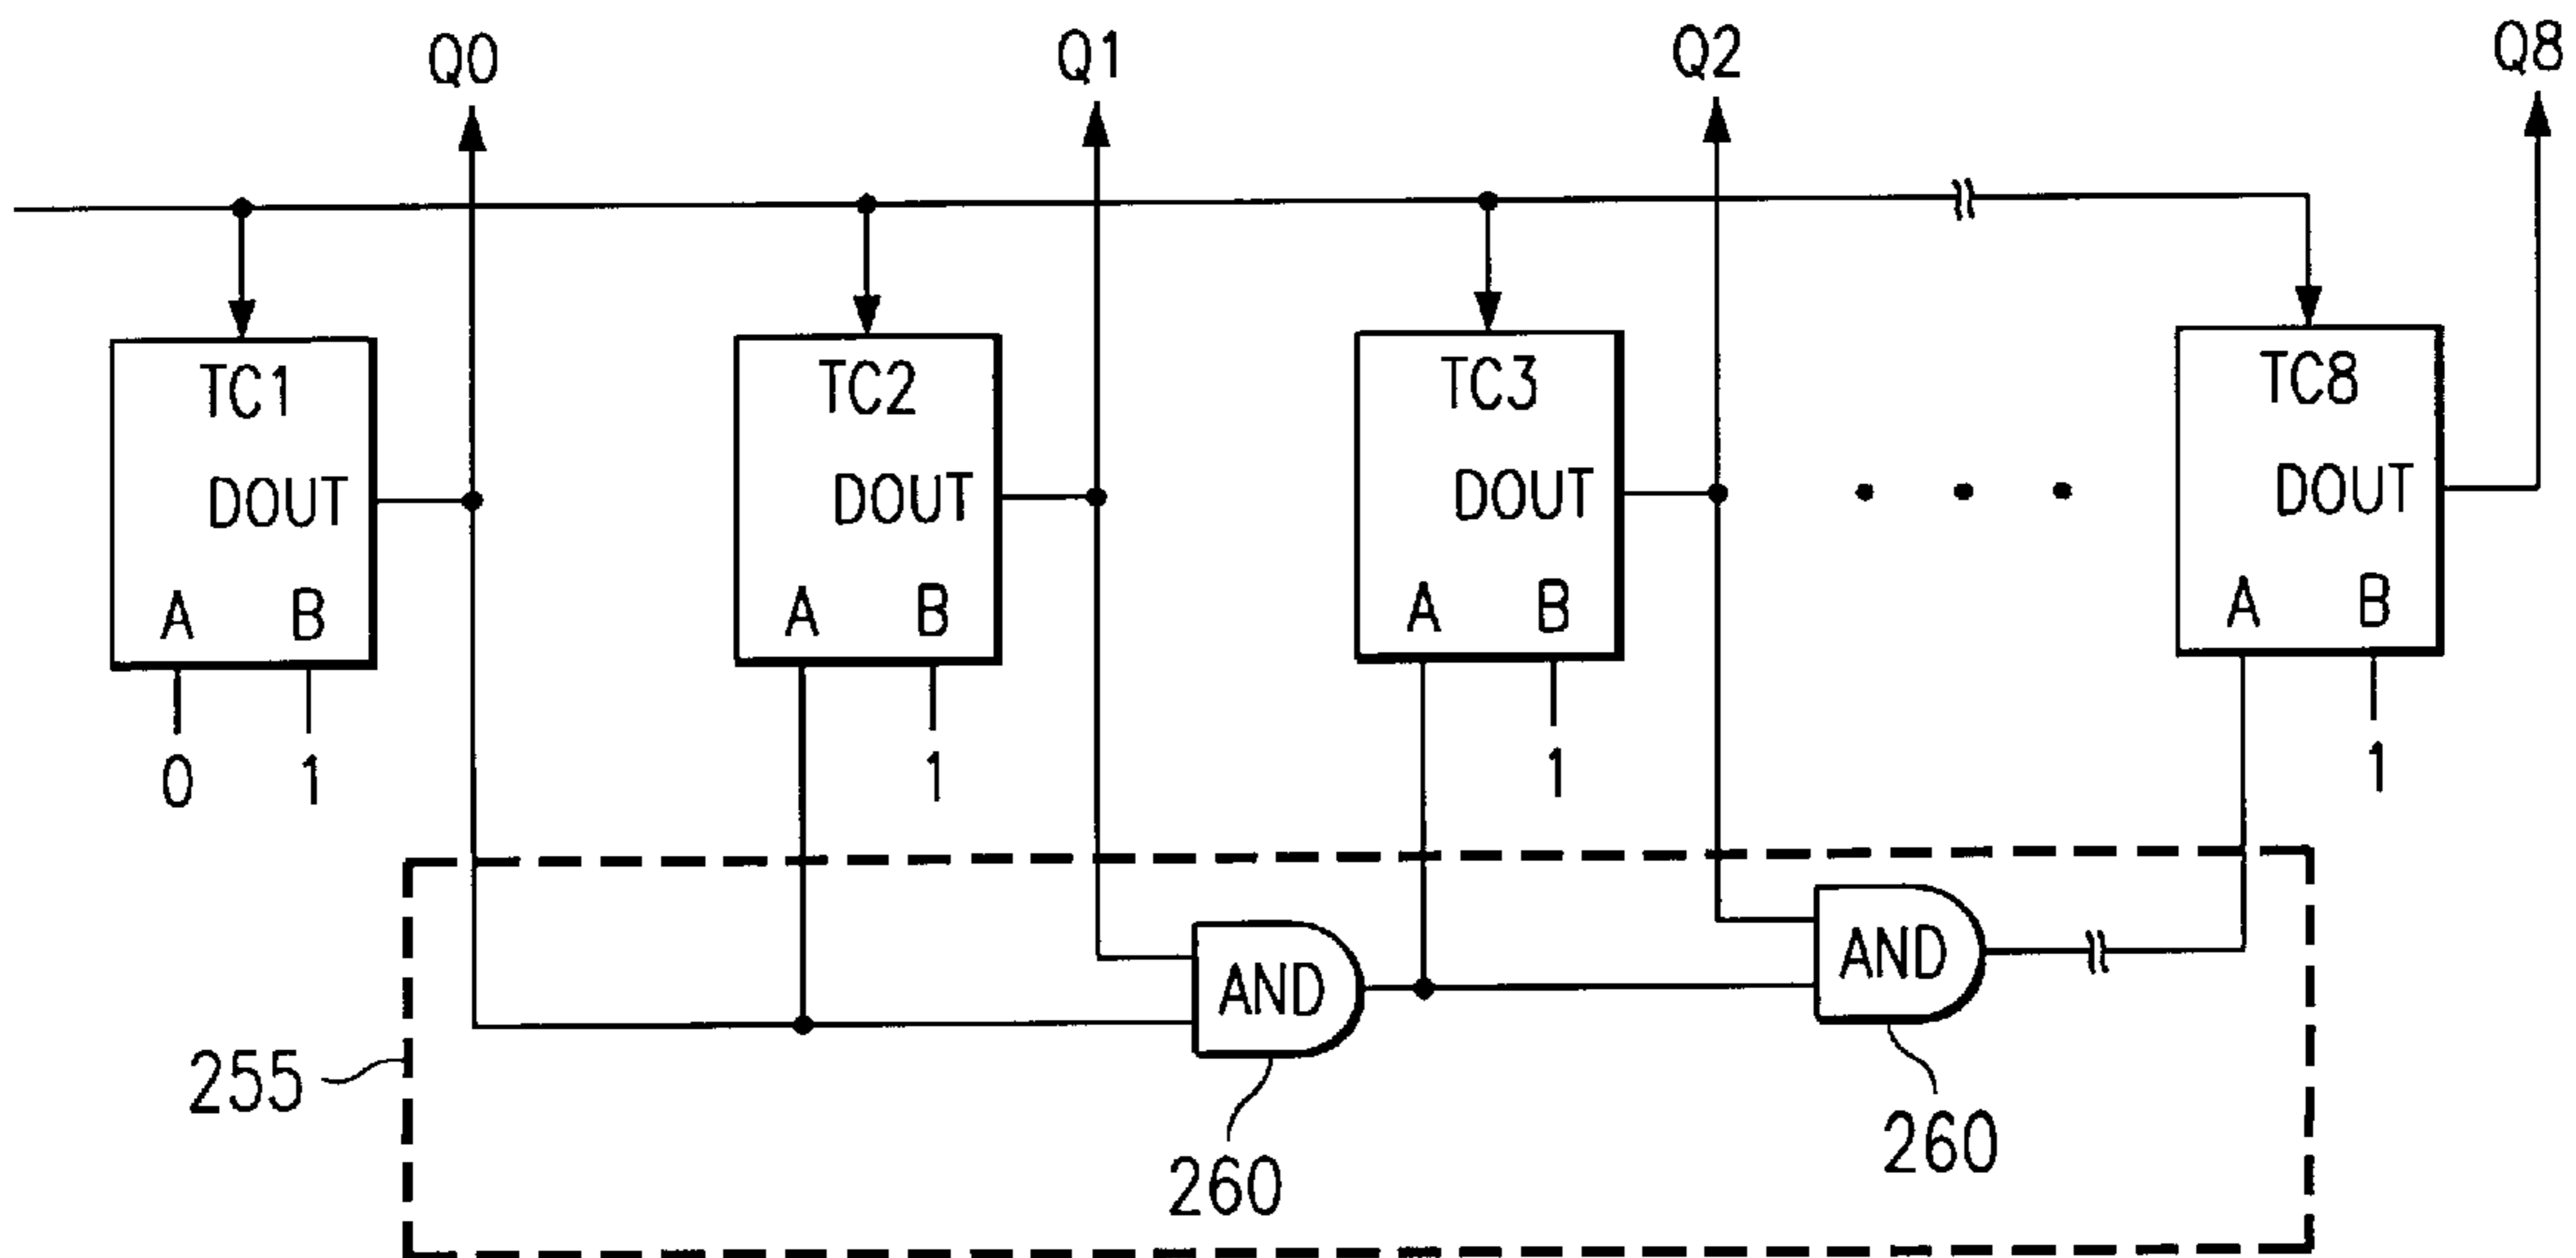 Q0 Q1 Q2 Q8
TC1 TC2 TC3 TC8
DOUT DOUT DOUT DOUT
A B A B A B A B
0 1 1 1 1
AND AND
255
260 260